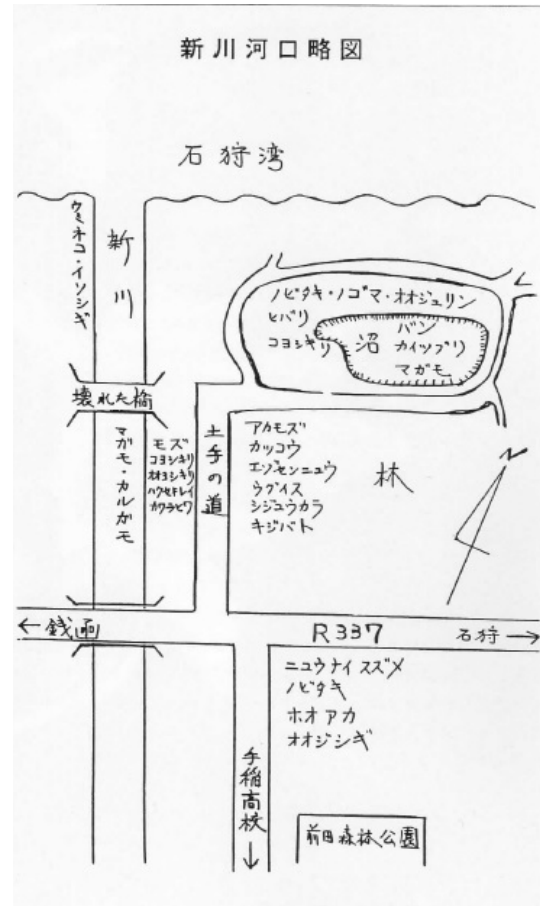 新川河口略図
石狩湾
ウミネコ・イソシギ
新川
ノビタキ・ノゴマ・オオジュリン
ヒバリ
コヨシキリ
沼
バン
カイツブリ
マガモ
壊れた橋
マガモ・カルガモ
モズ
コヨシキリ
オオヨシキリ
ハクセキレイ
カワラヒワ
土手の道
アカモズ
カッコウ
エゾセンニュウ
ウグイス
シジュウカラ
キジバト
林
N
←銭函
R337
石狩→
ニュウナイスズメ
ノビタキ
ホオアカ
オオジシギ
手稲高校
↓
前田森林公園